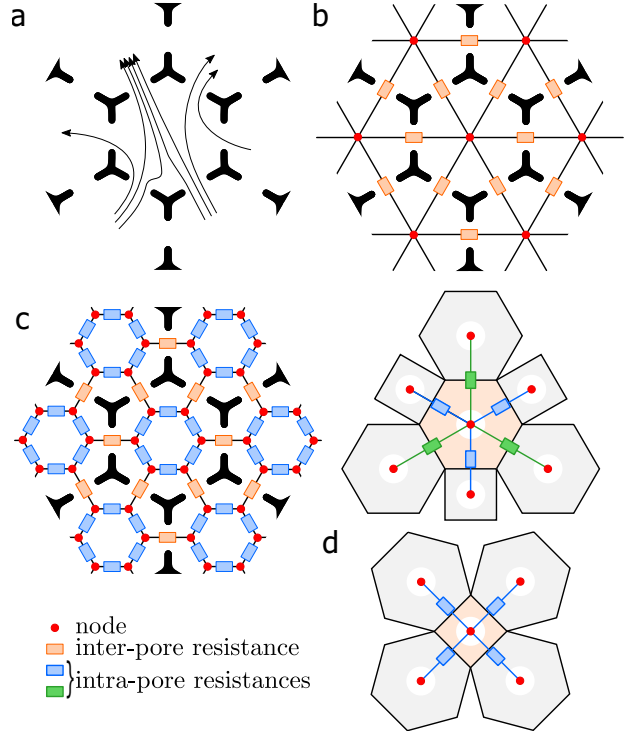 a
b
c
d
node
inter-pore resistance
intra-pore resistances